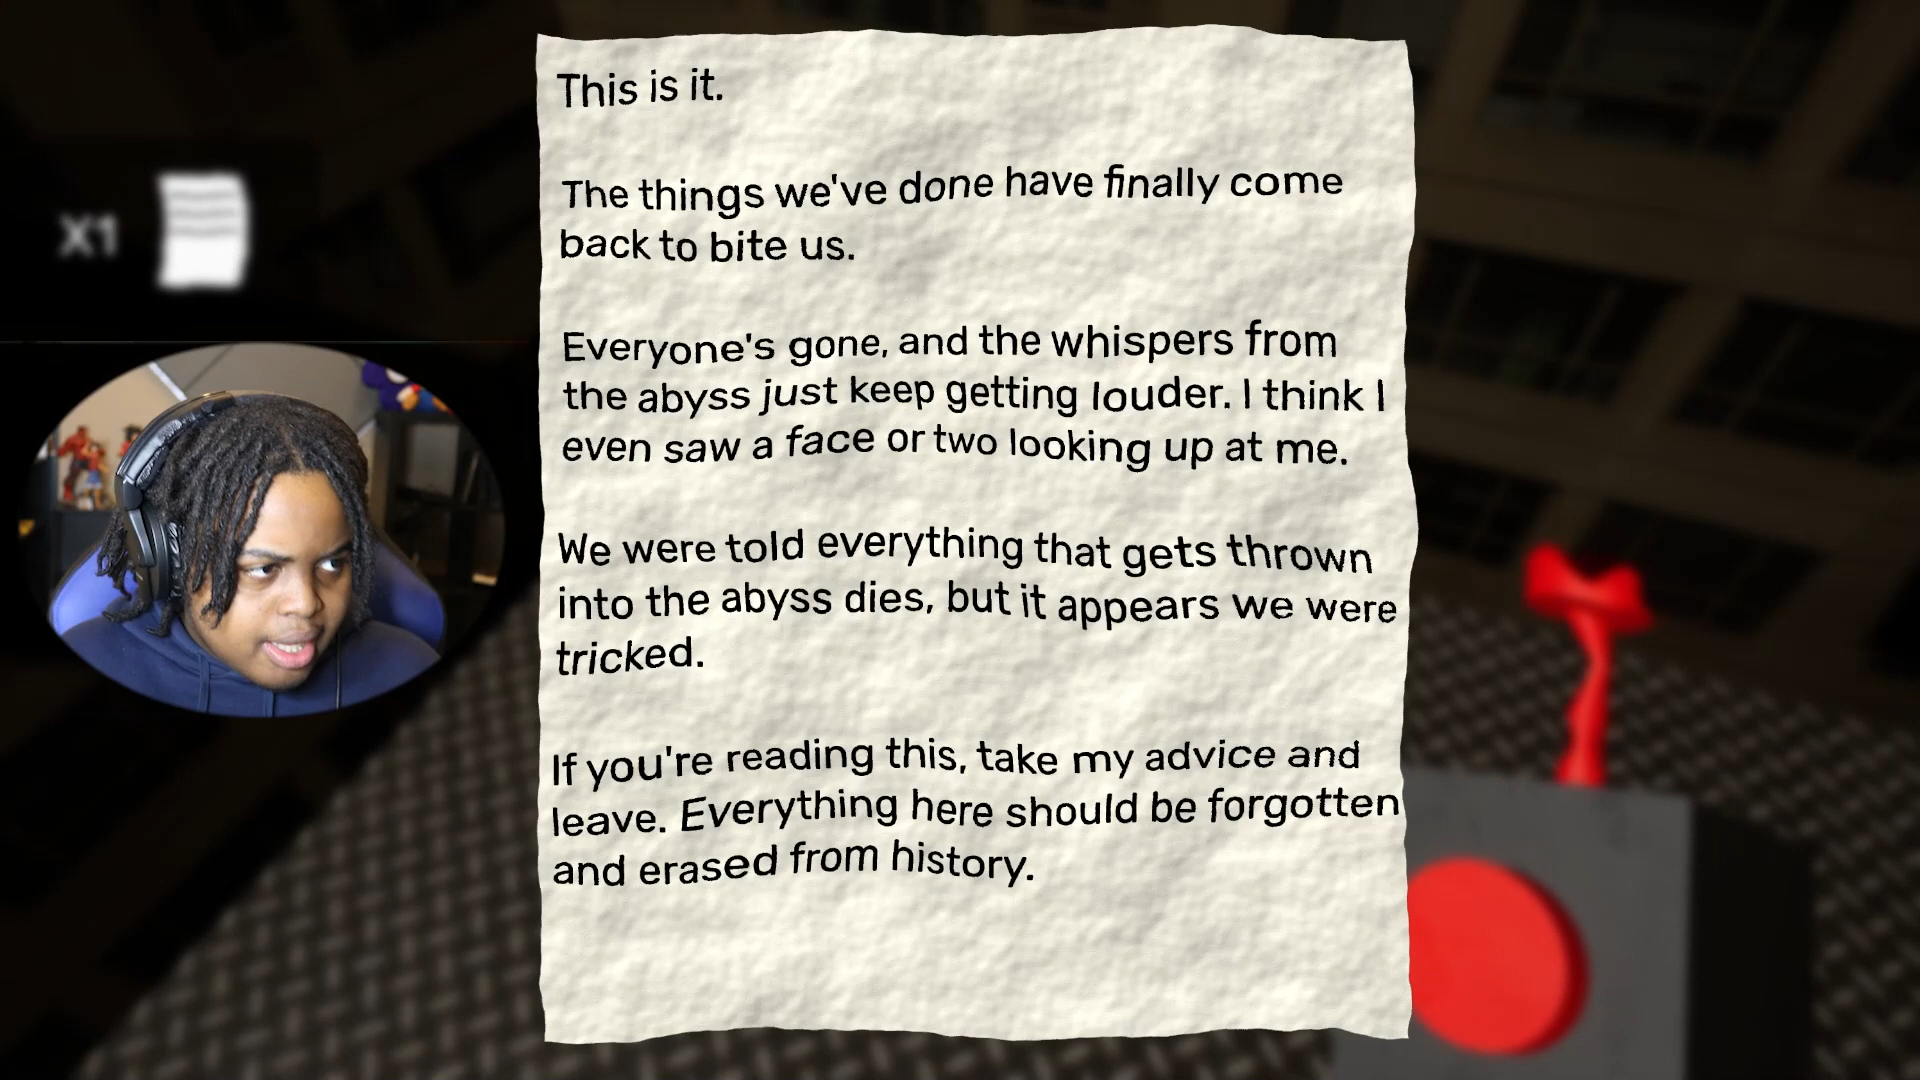 This is it.
The things we've done have finally come
back to bite us.
Everyone's gone, and the whispers from
the abyss just keep getting louder. I think I
even saw a face or two looking up at me.
We were told everything that gets thrown
into the abyss dies, but it appears we were
tricked.
If you're reading this, take my advice and
leave. Everything here should be forgotten
and erased from history.
X1